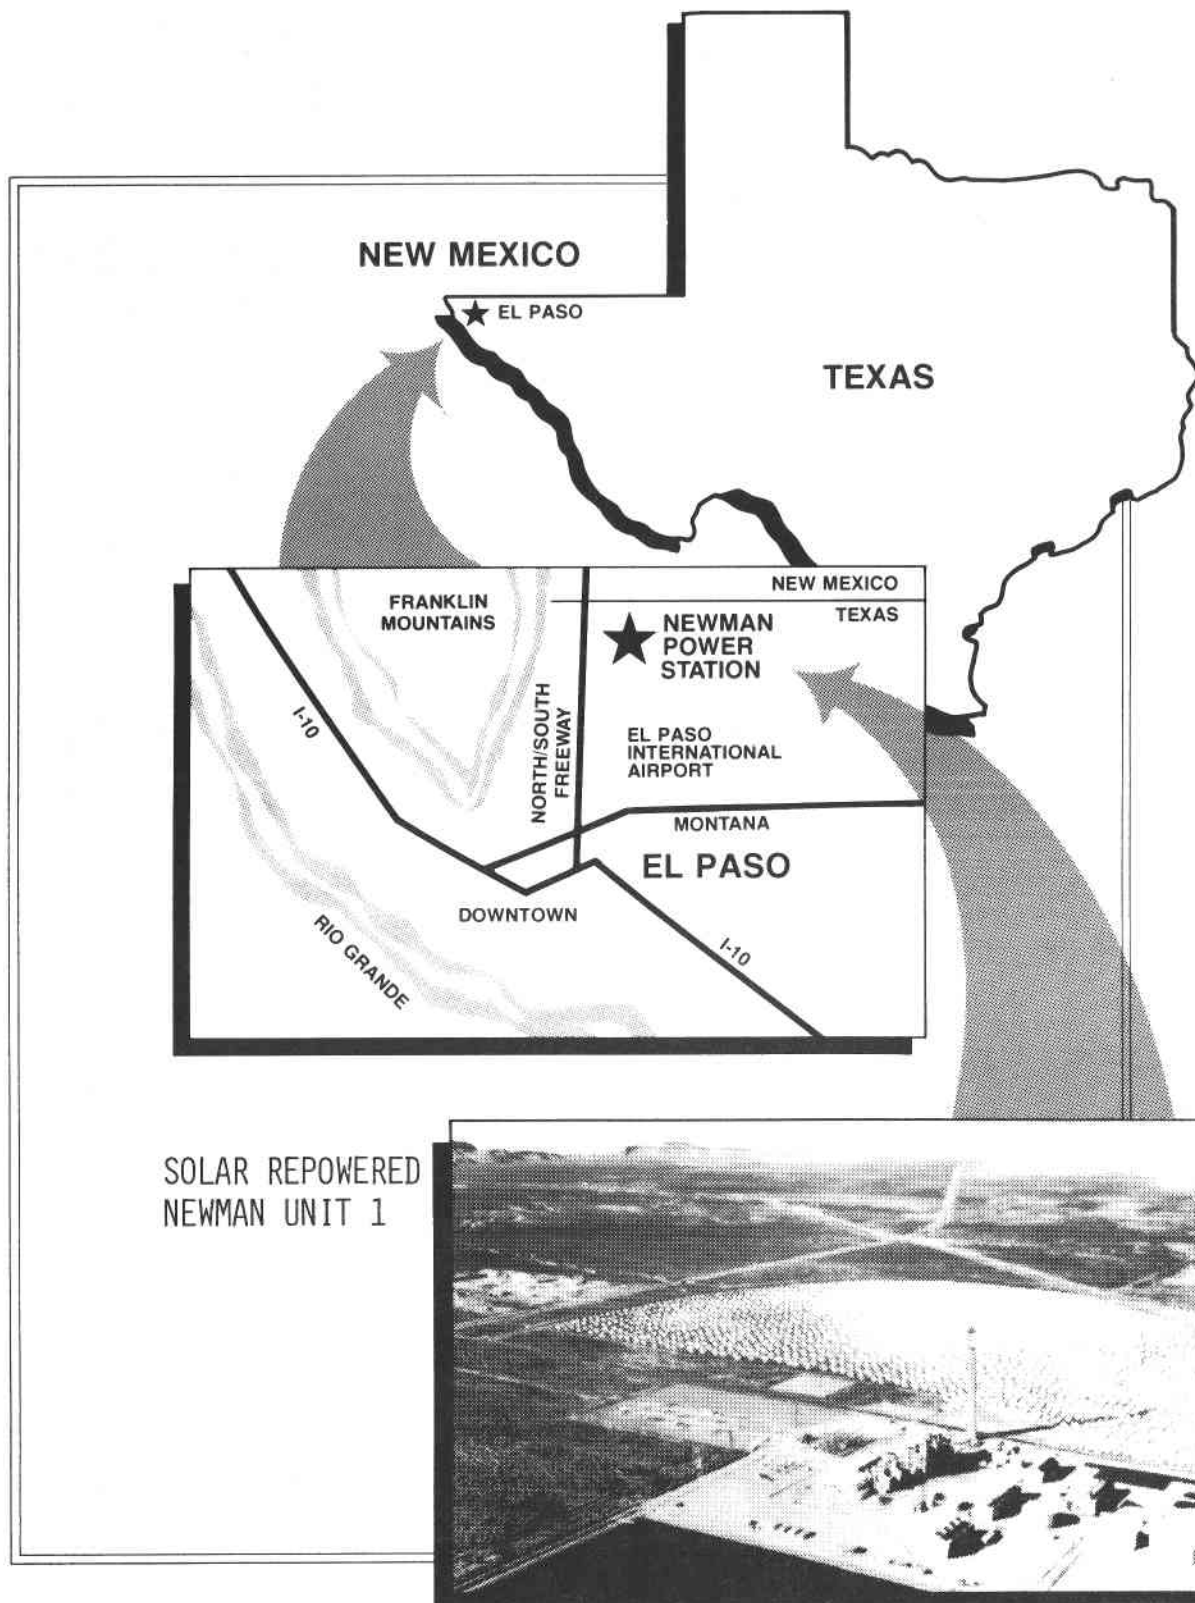 NEW MEXICO
EL PASO
TEXAS
NEW MEXICO
TEXAS
FRANKLIN
MOUNTAINS
NEWMAN
POWER
STATION
I-10
NORTH/SOUTH
FREEWAY
EL PASO
INTERNATIONAL
AIRPORT
MONTANA
EL PASO
DOWNTOWN
RIO GRANDE
I-10
SOLAR REPOWERED
NEWMAN UNIT 1